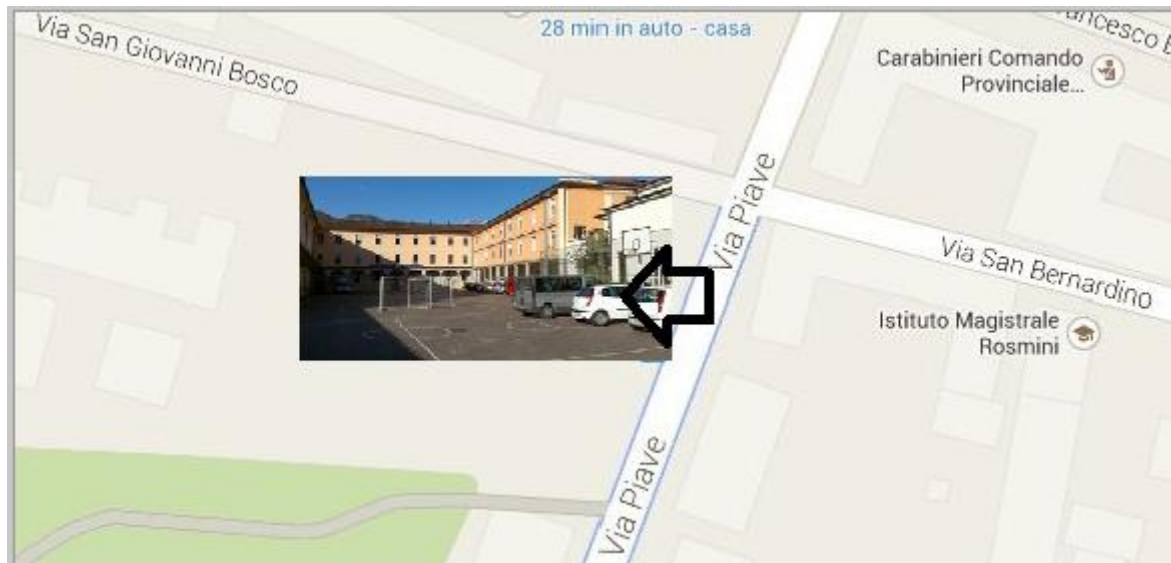 Via San Giovanni Bosco
28 min in auto - casa
Carabinieri Comando
Provinciale...
Via Piave
Via San Bernardino
Istituto Magistrale
Rosmini
Via Piave